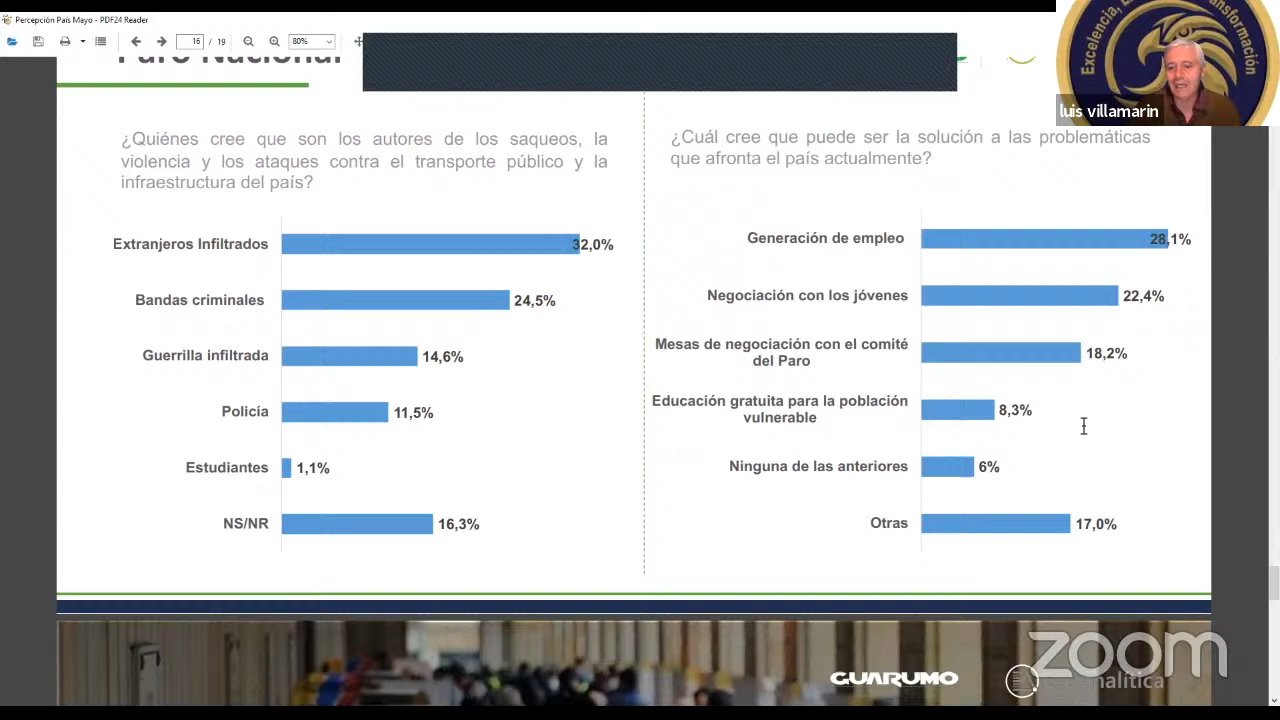 Percepción País Mayo - PDF24 Reader
16 / 19
80%
Paro Nacional
luis villamarin
¿Quiénes cree que son los autores de los saqueos, la
violencia y los ataques contra el transporte público y la
infraestructura del país?
Extranjeros Infiltrados 32,0%
Bandas criminales 24,5%
Guerrilla infiltrada 14,6%
Policía 11,5%
Estudiantes 1,1%
NS/NR 16,3%
¿Cuál cree que puede ser la solución a las problemáticas
que afronta el país actualmente?
Generación de empleo 28,1%
Negociación con los jóvenes 22,4%
Mesas de negociación con el comité
del Paro 18,2%
Educación gratuita para la población
vulnerable 8,3%
Ninguna de las anteriores 6%
Otras 17,0%
GUARUMO
zoom